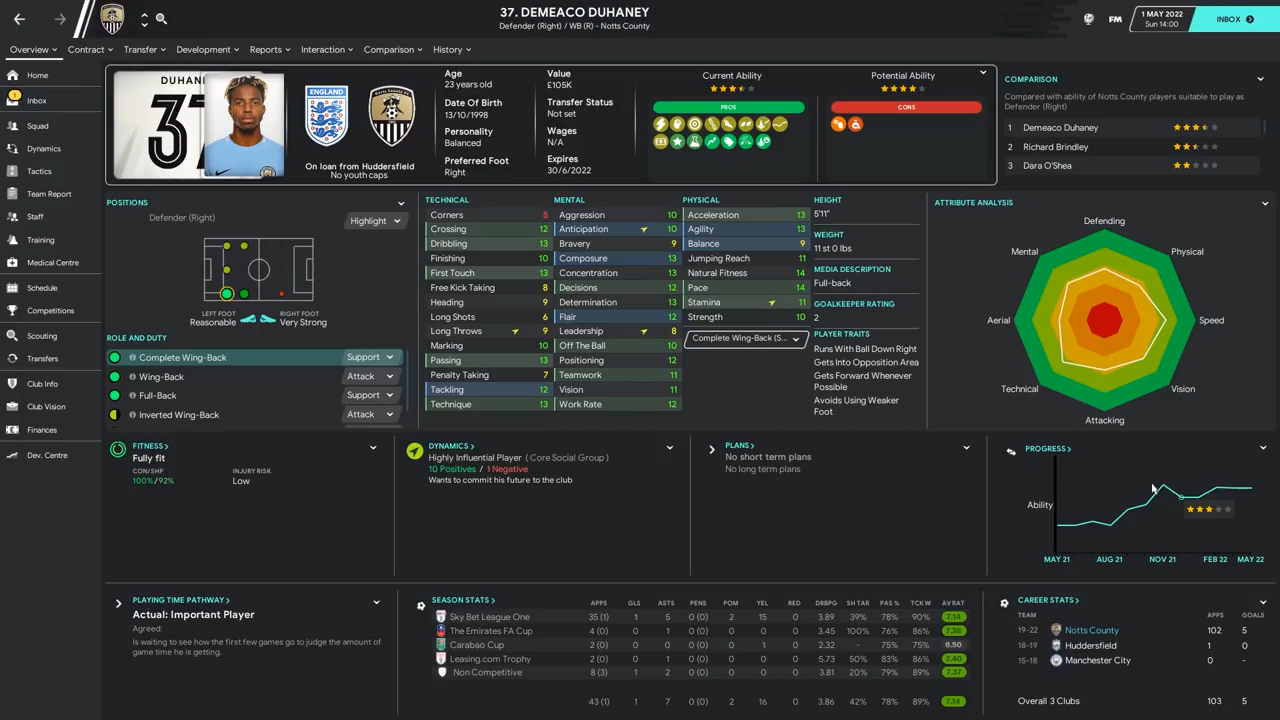 37. DEMEACO DUHANEY
Defender (Right) / WB (R) - Notts County
FM
1 MAY 2022
Sun 14:00
INBOX
Overview
Contract
Transfer
Development
Reports
Interaction
Comparison
History
Home
1
Inbox
Squad
Dynamics
Tactics
Team Report
Staff
Training
Medical Centre
Schedule
Competitions
Scouting
Transfers
Club Info
Club Vision
Finances
Dev. Centre
DUHAN
37
On loan from Huddersfield
No youth caps
Age
23 years old
Date Of Birth
13/10/1998
Personality
Balanced
Preferred Foot
Right
Value
£105K
Transfer Status
Not set
Wages
N/A
Expires
30/6/2022
Current Ability
PROS
Potential Ability
CONS
COMPARISON
Compared with ability of Notts County players suitable to play as
Defender (Right)
1 Demeaco Duhaney
2 Richard Brindley
3 Dara O'Shea
POSITIONS
Defender (Right)
Highlight
LEFT FOOT
Reasonable
RIGHT FOOT
Very Strong
ROLE AND DUTY
Complete Wing-Back Support
Wing-Back Attack
Full-Back Support
Inverted Wing-Back Attack
TECHNICAL
Corners 5
Crossing 12
Dribbling 13
Finishing 10
First Touch 13
Free Kick Taking 8
Heading 9
Long Shots 6
Long Throws 9
Marking 10
Passing 13
Penalty Taking 7
Tackling 12
Technique 13
MENTAL
Aggression 10
Anticipation 10
Bravery 9
Composure 13
Concentration 13
Decisions 12
Determination 13
Flair 12
Leadership 8
Off The Ball 10
Positioning 12
Teamwork 11
Vision 11
Work Rate 12
PHYSICAL
Acceleration 13
Agility 13
Balance 9
Jumping Reach 11
Natural Fitness 14
Pace 14
Stamina 11
Strength 10
Complete Wing-Back (S...
HEIGHT
5'11"
WEIGHT
11 st 0 lbs
MEDIA DESCRIPTION
Full-back
GOALKEEPER RATING
2
PLAYER TRAITS
Runs With Ball Down Right
Gets Into Opposition Area
Gets Forward Whenever
Possible
Avoids Using Weaker
Foot
ATTRIBUTE ANALYSIS
Defending
Mental
Physical
Aerial
Speed
Technical
Vision
Attacking
FITNESS
Fully fit
CON/SHP
100%/92%
INJURY RISK
Low
DYNAMICS
Highly Influential Player ( Core Social Group )
10 Positives / 1 Negative
Wants to commit his future to the club
PLANS
No short term plans
No long term plans
PROGRESS
Ability
MAY 21 AUG 21 NOV 21 FEB 22 MAY 22
PLAYING TIME PATHWAY
Actual: Important Player
Agreed:
Is waiting to see how the first few games go to judge the amount of
game time he is getting.
SEASON STATS APPS GLS ASTS PENS POM YEL RED DRBPG SH TAR PAS % TCK W AV RAT
Sky Bet League One 35 (1) 1 5 0 (0) 2 15 0 3.89 39% 78% 90% 7.14
The Emirates FA Cup 4 (0) 0 1 0 (0) 0 0 0 3.45 100% 76% 86% 7.38
Carabao Cup 2 (0) 0 0 0 (0) 0 1 0 2.32 - 75% 75% 6.50
Leasing.com Trophy 2 (0) 0 1 0 (0) 0 0 0 5.73 50% 83% 86% 7.40
Non Competitive 8 (3) 1 2 0 (0) 0 0 0 3.81 20% 79% 89% 7.37
43 (1) 1 7 0 (0) 2 16 0 3.86 42% 78% 89% 7.14
CAREER STATS
TEAM APPS GOALS
19-22 Notts County 102 5
18-19 Huddersfield 1 0
15-18 Manchester City 0 -
Overall 3 Clubs 103 5